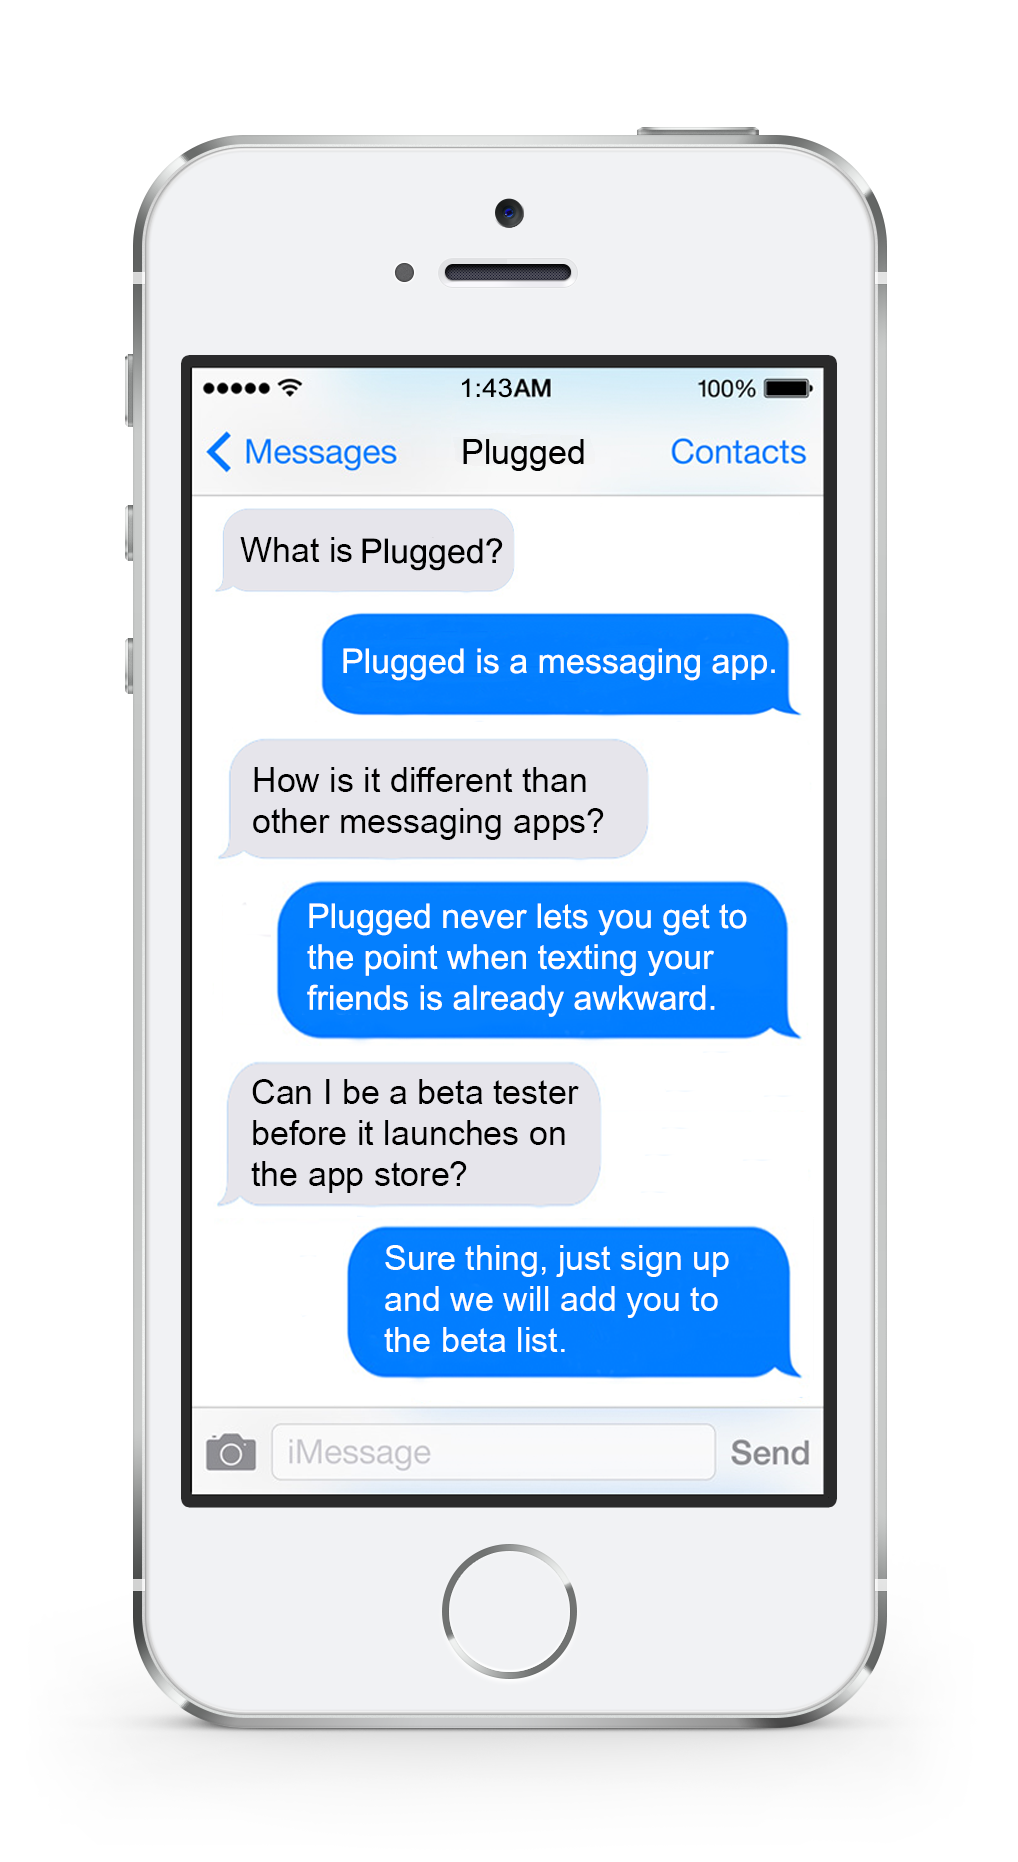 1:43AM 100%
Messages Plugged Contacts
What is Plugged?
Plugged is a messaging app.
How is it different than
other messaging apps?
Plugged never lets you get to
the point when texting your
friends is already awkward.
Can I be a beta tester
before it launches on
the app store?
Sure thing, just sign up
and we will add you to
the beta list.
iMessage Send